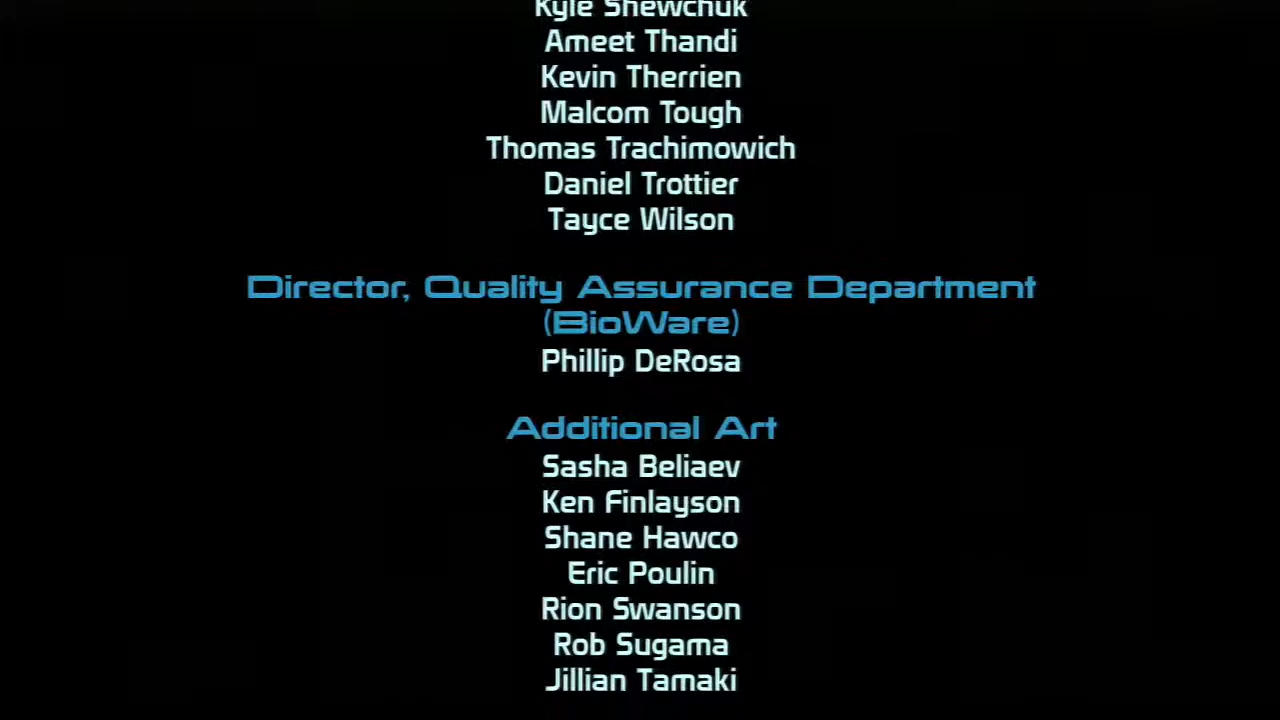 Kyle Shewchuk
Ameet Thandi
Kevin Therrien
Malcom Tough
Thomas Trachimowich
Daniel Trottier
Tayce Wilson
Director, Quality Assurance Department
(BioWare)
Phillip DeRosa
Additional Art
Sasha Beliaev
Ken Finlayson
Shane Hawco
Eric Poulin
Rion Swanson
Rob Sugama
Jillian Tamaki